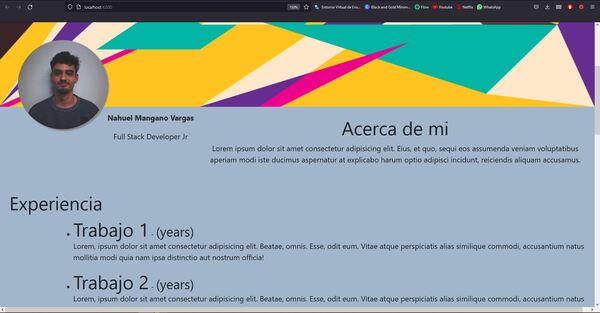 localhost:4200
150%
Entorno Virtual de Ens...
Black and Gold Minim...
Flow
Youtube
Netflix
WhatsApp
Nahuel Mangano Vargas
Full Stack Developer Jr
Acerca de mi
Lorem ipsum dolor sit amet consectetur adipisicing elit. Eius, et quo, sequi eos assumenda veniam voluptatibus
aperiam modi iste ducimus aspernatur at explicabo harum optio adipisci incidunt, reiciendis aliquam accusamus.
Experiencia
Trabajo 1 - (years)
Lorem, ipsum dolor sit amet consectetur adipisicing elit. Beatae, omnis. Esse, odit eum. Vitae atque perspiciatis alias similique commodi, accusantium natus
mollitia modi quia nam ipsa distinctio aut nostrum officia!
Trabajo 2 - (years)
Lorem, ipsum dolor sit amet consectetur adipisicing elit. Beatae, omnis. Esse, odit eum. Vitae atque perspiciatis alias similique commodi, accusantium natus